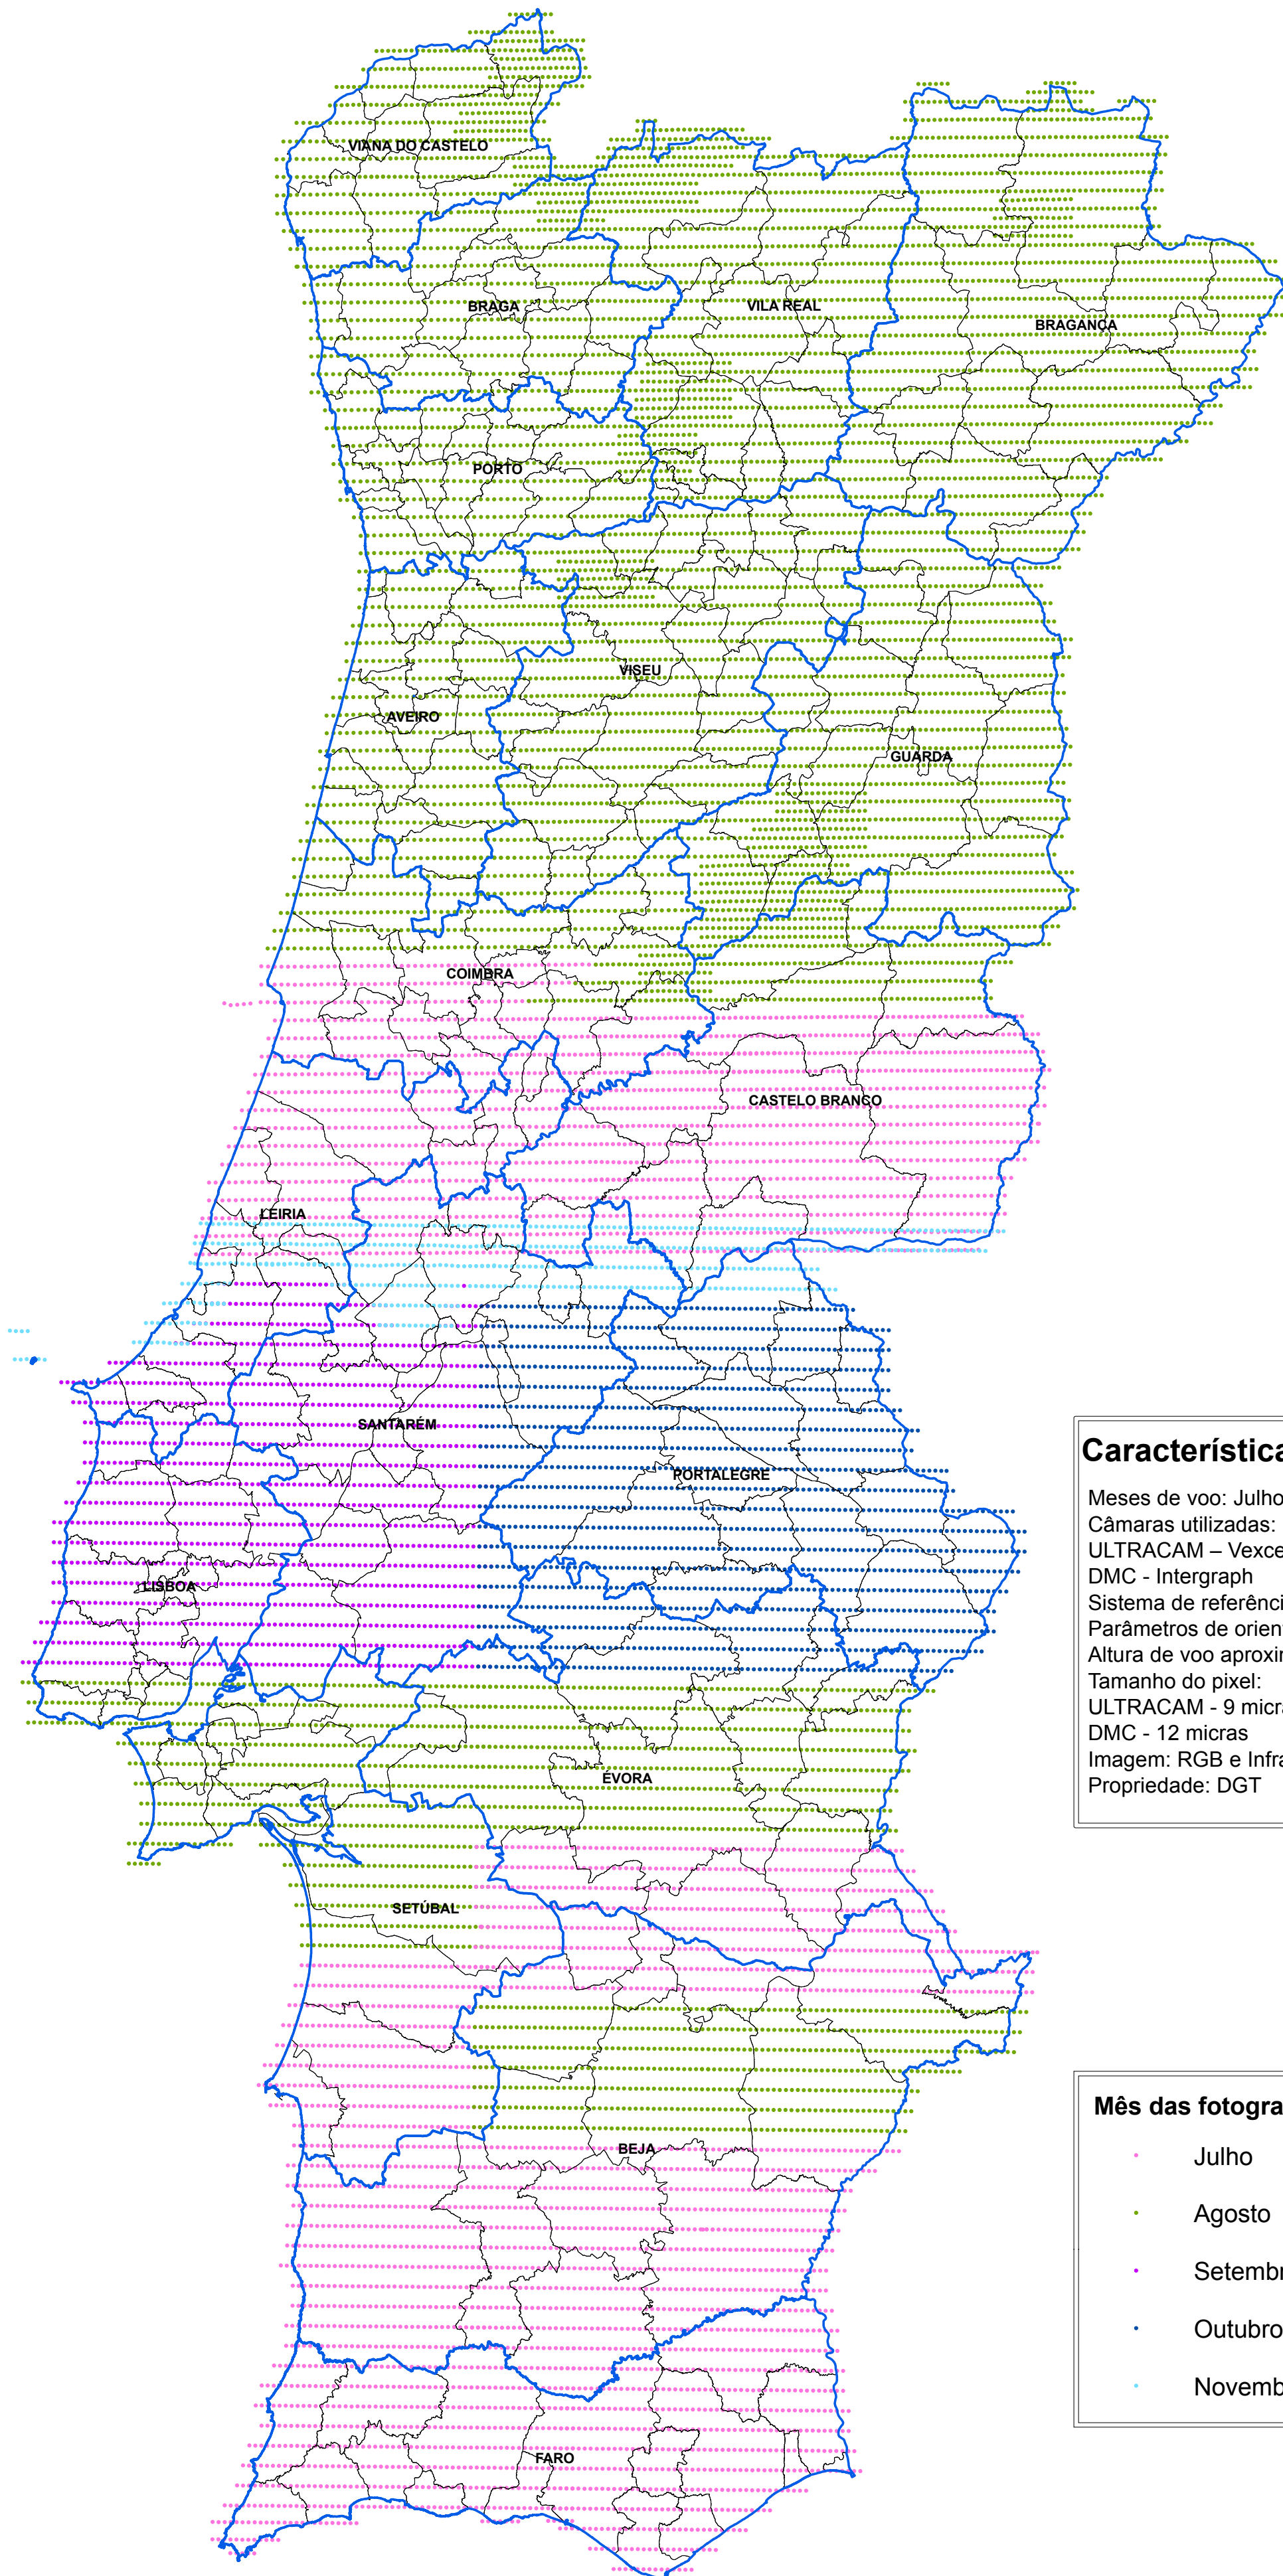 VIANA DO CASTELO
BRAGA
VILA REAL
BRAGANÇA
PORTO
VISEU
AVEIRO
GUARDA
COIMBRA
CASTELO BRANCO
LEIRIA
SANTARÉM
PORTALEGRE
LISBOA
ÉVORA
SETÚBAL
BEJA
FARO
Característica
Meses de voo: Julho
Câmaras utilizadas:
ULTRACAM – Vexce
DMC - Intergraph
Sistema de referênci
Parâmetros de orien
Altura de voo aproxi
Tamanho do pixel:
ULTRACAM - 9 micra
DMC - 12 micras
Imagem: RGB e Infra
Propriedade: DGT
Mês das fotogra
Julho
Agosto
Setembr
Outubro
Novemb